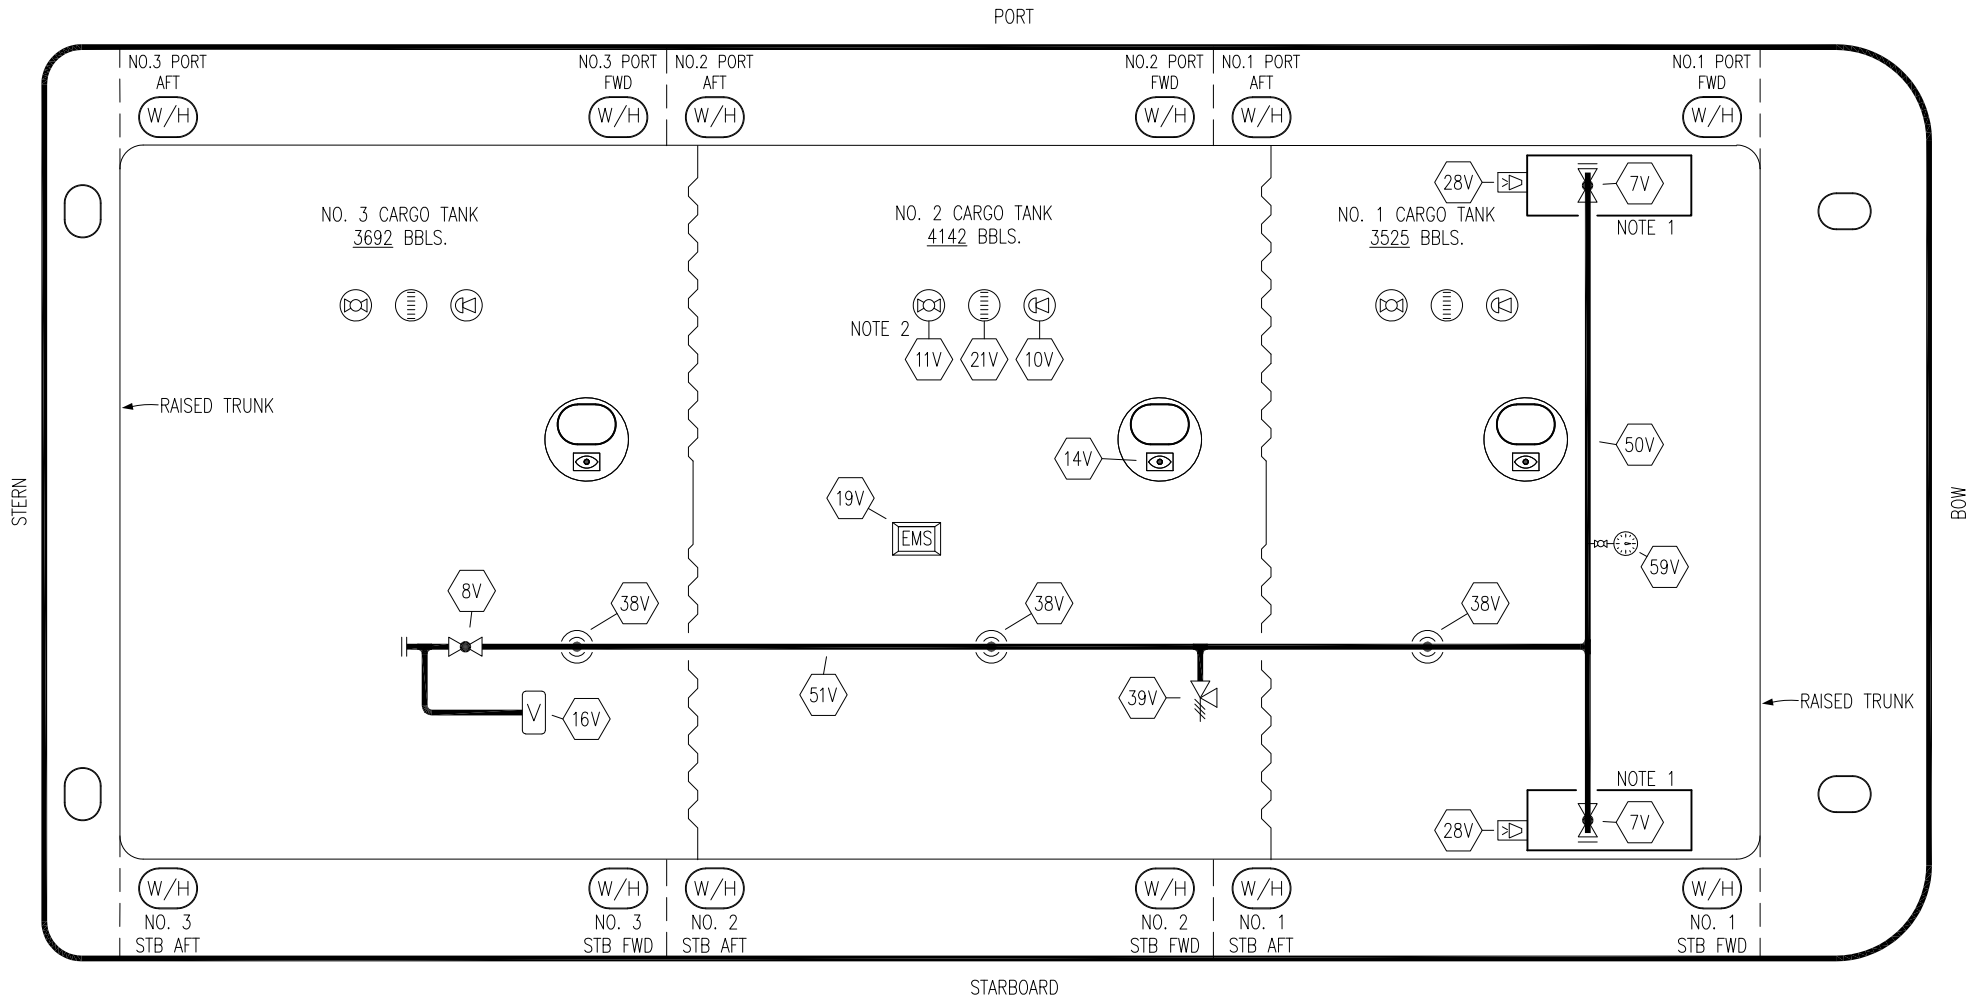 PORT
NO.3 PORT
AFT
W/H
NO.3 PORT
FWD
W/H
NO.2 PORT
AFT
W/H
NO.2 PORT
FWD
W/H
NO.1 PORT
AFT
W/H
NO.1 PORT
FWD
W/H
NO. 3 CARGO TANK
3692 BBLS.
NO. 2 CARGO TANK
4142 BBLS.
NO. 1 CARGO TANK
3525 BBLS.
28V
7V
NOTE 1
NOTE 2
11V
21V
10V
RAISED TRUNK
14V
50V
19V
EMS
STERN
BOW
59V
8V
38V
38V
38V
51V
39V
16V
V
RAISED TRUNK
NOTE 1
28V
7V
W/H
NO. 3
STB AFT
W/H
NO. 3
STB FWD
W/H
NO. 2
STB AFT
W/H
NO. 2
STB FWD
W/H
NO. 1
STB AFT
W/H
NO. 1
STB FWD
STARBOARD